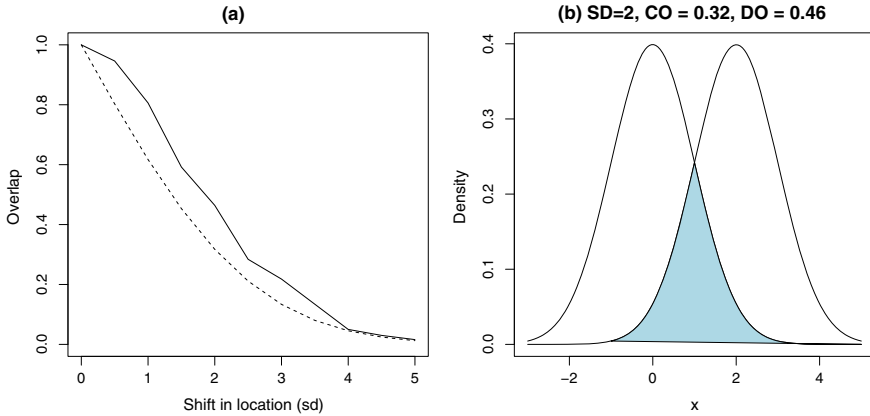 (a)
1.0
0.8
0.6
0.4
0.2
0.0
Overlap
0 1 2 3 4 5
Shift in location (sd)
(b) SD=2, CO = 0.32, DO = 0.46
0.4
0.3
0.2
0.1
0.0
Density
−2 0 2 4
x